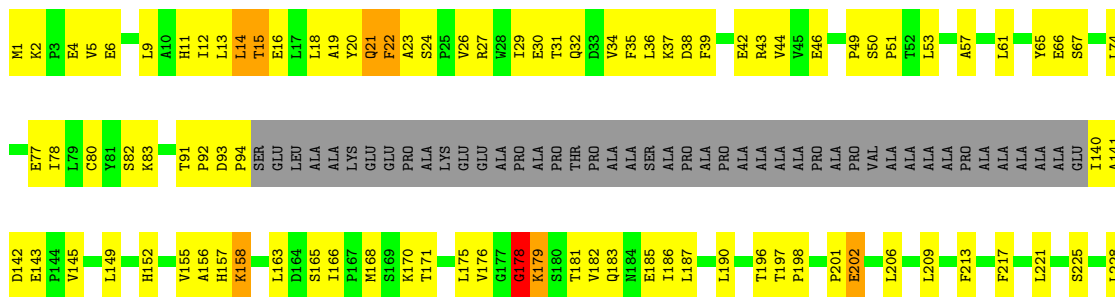 M1 K2 P3 E4 V5 E6 L9 A10 H11 I12 L13 L14 T15 E16 L17 L18 A19 Y20 Q21 F22 A23 S24 P25 V26 R27 W28 I29 E30 T31 Q32 D33 V34 F35 L36 K37 D38 F39 E42 R43 V44 V45 E46 P49 S50 P51 T52 L53 A57 L61 Y65 E66 S67
E77 I78 L79 C80 Y81 S82 K83 T91 P92 D93 P94 SER GLU LEU ALA ALA LYS GLU GLU PRO ALA LYS GLU GLU ALA PRO ALA PRO THR PRO ALA ALA SER ALA PRO ALA PRO ALA ALA ALA ALA PRO ALA ALA PRO VAL ALA ALA ALA ALA PRO ALA ALA ALA ALA ALA ALA GLU I140 A141
D142 E143 P144 V145 L149 H152 V155 A156 H157 K158 L163 D164 S165 I166 P167 M168 S169 K170 T171 L175 V176 G177 G178 K179 S180 T181 V182 Q183 N184 E185 I186 L187 L190 T196 T197 P198 P201 E202 L206 L209 F213 F217 L221 S225